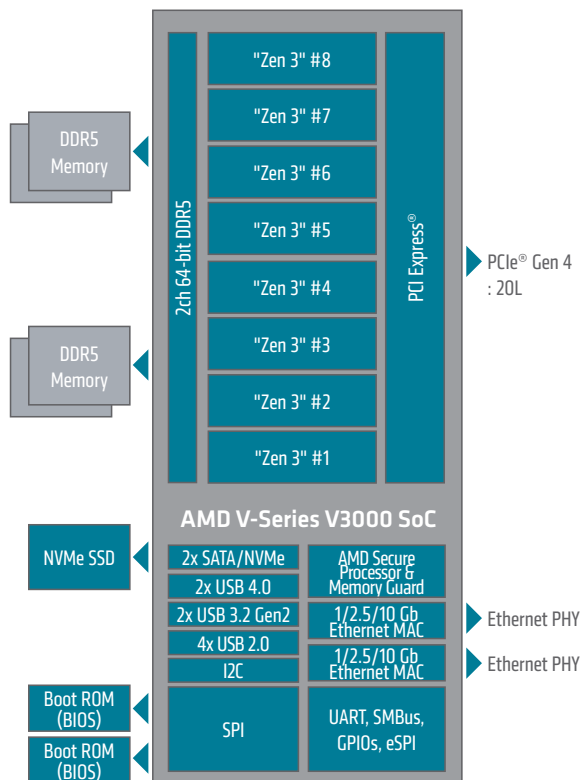 "Zen 3" #8
"Zen 3" #7
"Zen 3" #6
"Zen 3" #5
"Zen 3" #4
"Zen 3" #3
"Zen 3" #2
"Zen 3" #1
2ch 64-bit DDR5
PCI Express®
DDR5
Memory
DDR5
Memory
PCIe® Gen 4
: 20L
AMD V-Series V3000 SoC
NVMe SSD
2x SATA/NVMe
2x USB 4.0
2x USB 3.2 Gen2
4x USB 2.0
I2C
SPI
AMD Secure
Processor &
Memory Guard
1/2.5/10 Gb
Ethernet MAC
1/2.5/10 Gb
Ethernet MAC
UART, SMBus,
GPIOs, eSPI
Ethernet PHY
Ethernet PHY
Boot ROM
(BIOS)
Boot ROM
(BIOS)